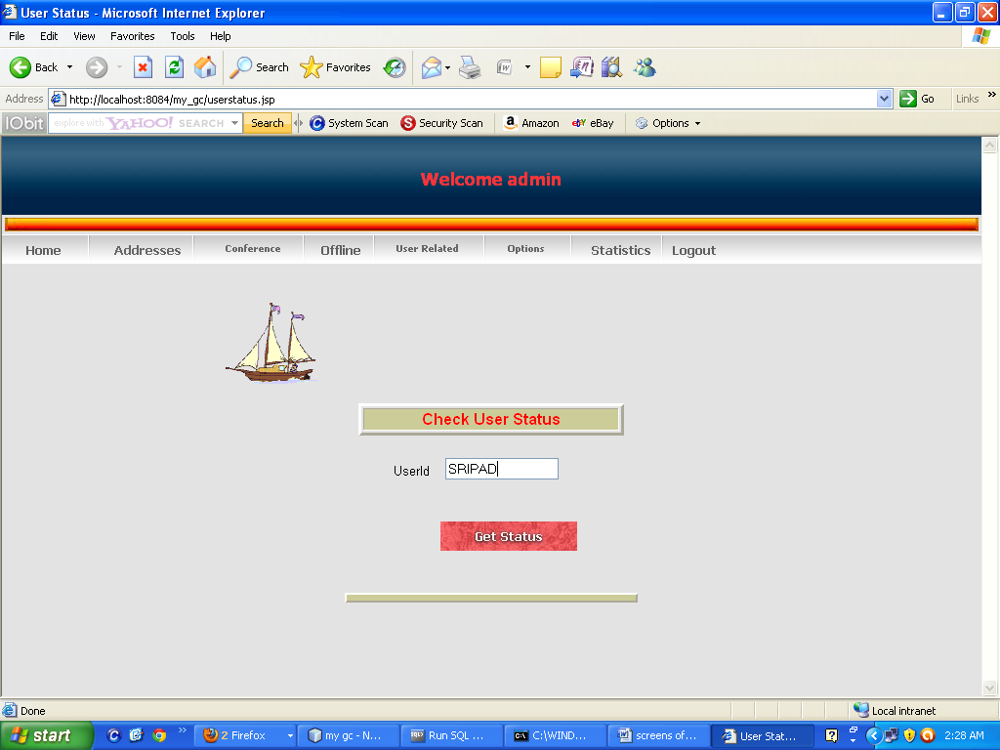 User Status - Microsoft Internet Explorer
File Edit View Favorites Tools Help
Back Search Favorites
Address http://localhost:8084/my_gc/userstatus.jsp Go Links »
IObit explore with YAHOO! SEARCH Search System Scan Security Scan Amazon eBay Options
Welcome admin
Home Addresses Conference Offline User Related Options Statistics Logout
Check User Status
UserId SRIPAD
Get Status
Done Local intranet
start 2 Firefox my gc - N... Run SQL ... C:\WIND... screens of... User Stat... 2:28 AM